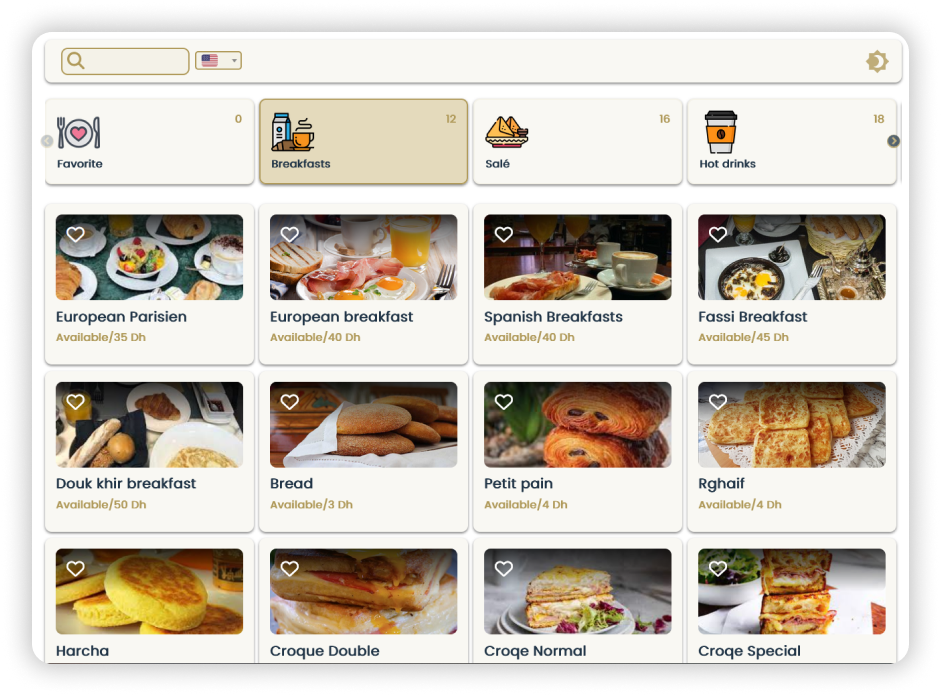 0
Favorite
12
Breakfasts
16
Salé
18
Hot drinks
European Parisien
Available/35 Dh
European breakfast
Available/40 Dh
Spanish Breakfasts
Available/40 Dh
Fassi Breakfast
Available/45 Dh
Douk khir breakfast
Available/50 Dh
Bread
Available/3 Dh
Petit pain
Available/4 Dh
Rghaif
Available/4 Dh
Harcha
Croque Double
Croqe Normal
Croqe Special